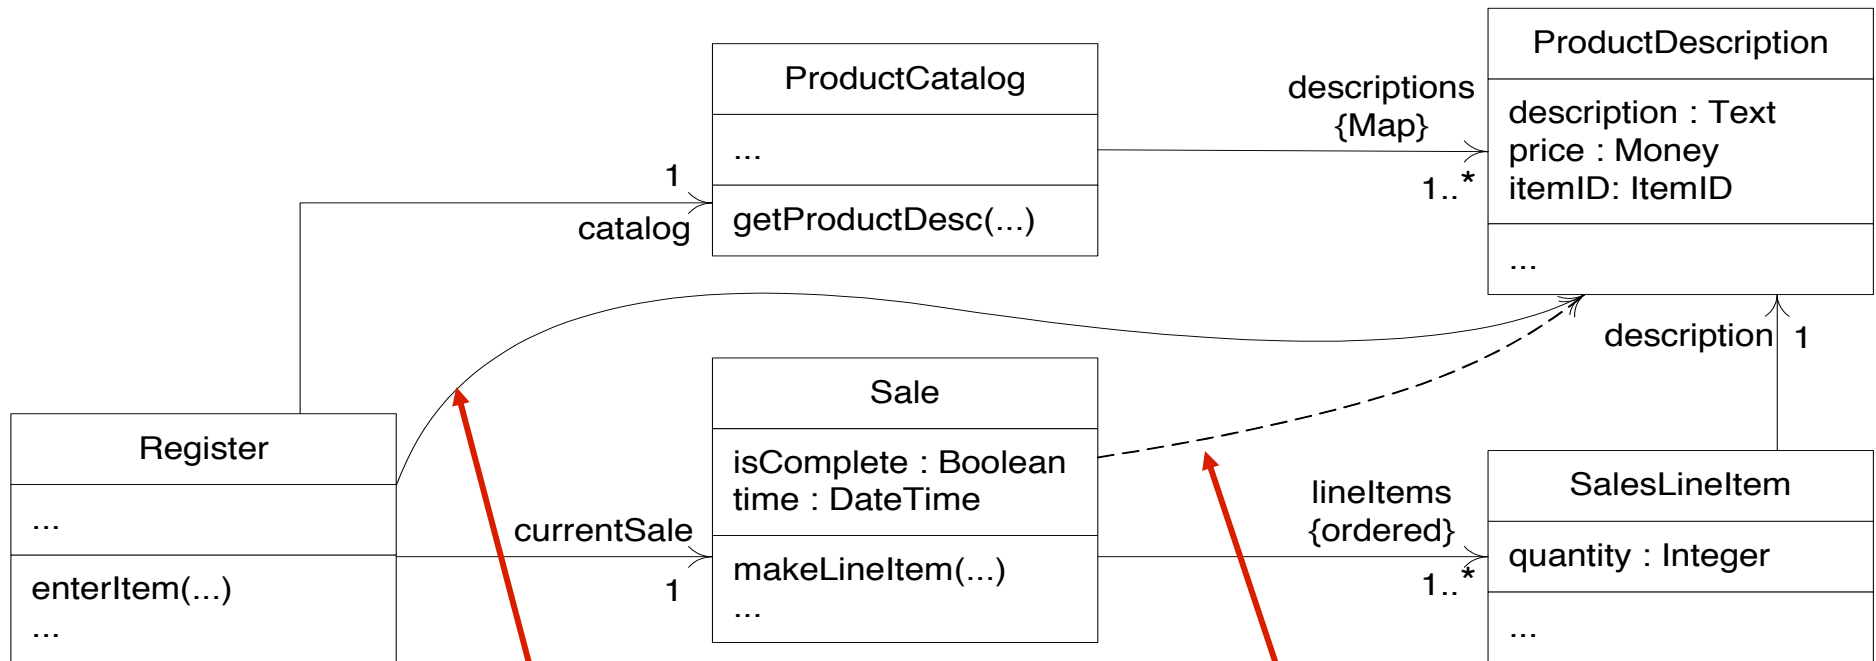 ProductCatalog
...
getProductDesc(...)
1
catalog
descriptions
{Map}
1..*
ProductDescription
description : Text
price : Money
itemID: ItemID
...
description
1
Register
...
enterItem(...)
...
currentSale
1
Sale
isComplete : Boolean
time : DateTime
makeLineItem(...)
...
lineItems
{ordered}
1..*
SalesLineItem
quantity : Integer
...